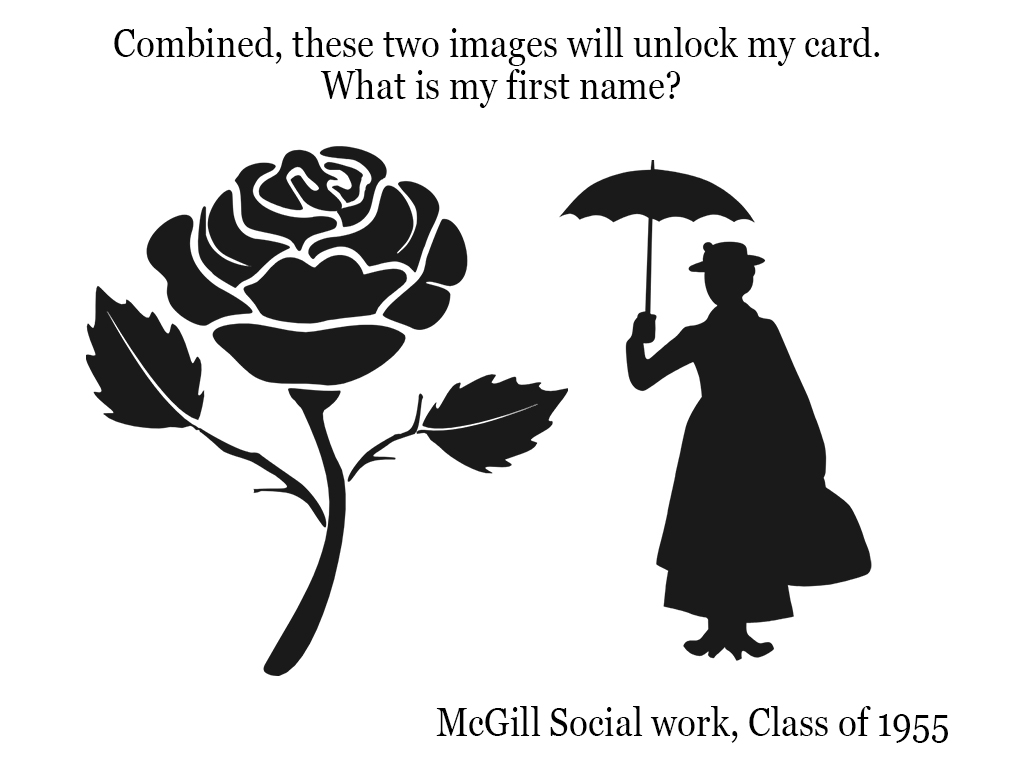 Combined, these two images will unlock my card.
What is my first name?
McGill Social work, Class of 1955